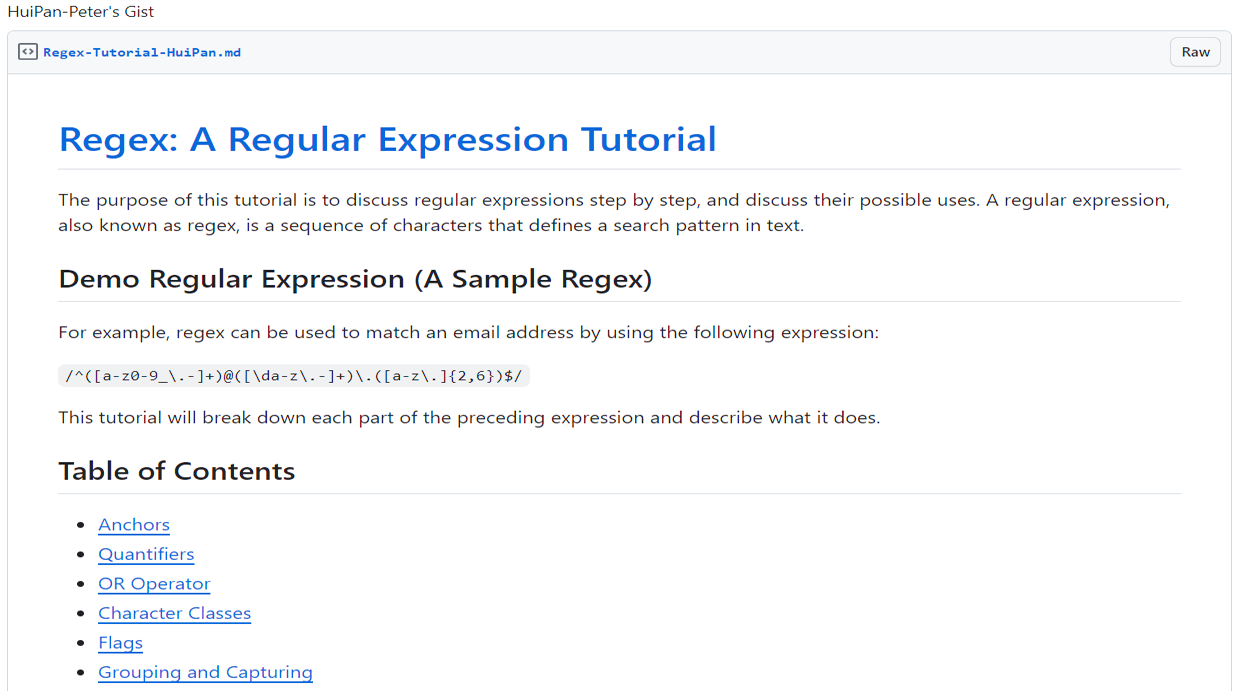 HuiPan-Peter's Gist
Regex-Tutorial-HuiPan.md
Raw
Regex: A Regular Expression Tutorial
The purpose of this tutorial is to discuss regular expressions step by step, and discuss their possible uses. A regular expression,
also known as regex, is a sequence of characters that defines a search pattern in text.
Demo Regular Expression (A Sample Regex)
For example, regex can be used to match an email address by using the following expression:
/^([a-z0-9_\.-]+)@([\da-z\.-]+)\.([a-z\.]{2,6})$/
This tutorial will break down each part of the preceding expression and describe what it does.
Table of Contents
Anchors
Quantifiers
OR Operator
Character Classes
Flags
Grouping and Capturing